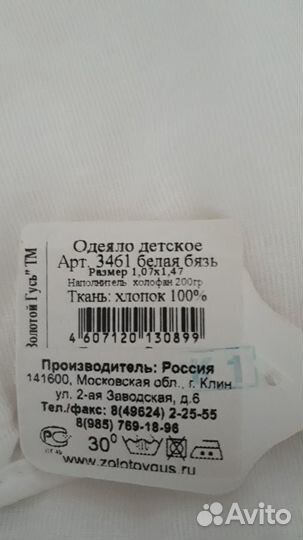 Золотой Гусь" ТМ
Одеяло детское
Арт. 3461 белая бязь
Размер 1,07х1,47
Наполнитель: холофан 200гр
Ткань: хлопок 100%
4 607120 130899
Производитель: Россия
141600, Московская обл., г. Клин
ул. 2-ая Заводская, д.6
Тел./факс: 8(49624) 2-25-55
8(985) 769-18-96
30°
www.zolotovgus.ru
Avito